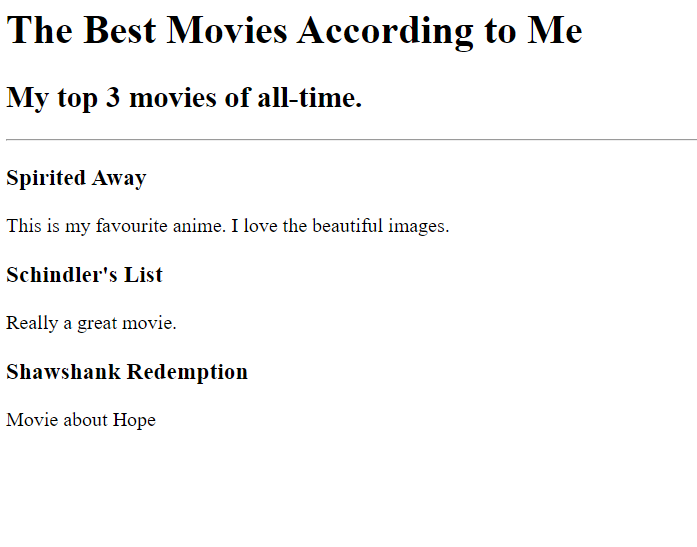 The Best Movies According to Me
My top 3 movies of all-time.
Spirited Away
This is my favourite anime. I love the beautiful images.
Schindler's List
Really a great movie.
Shawshank Redemption
Movie about Hope